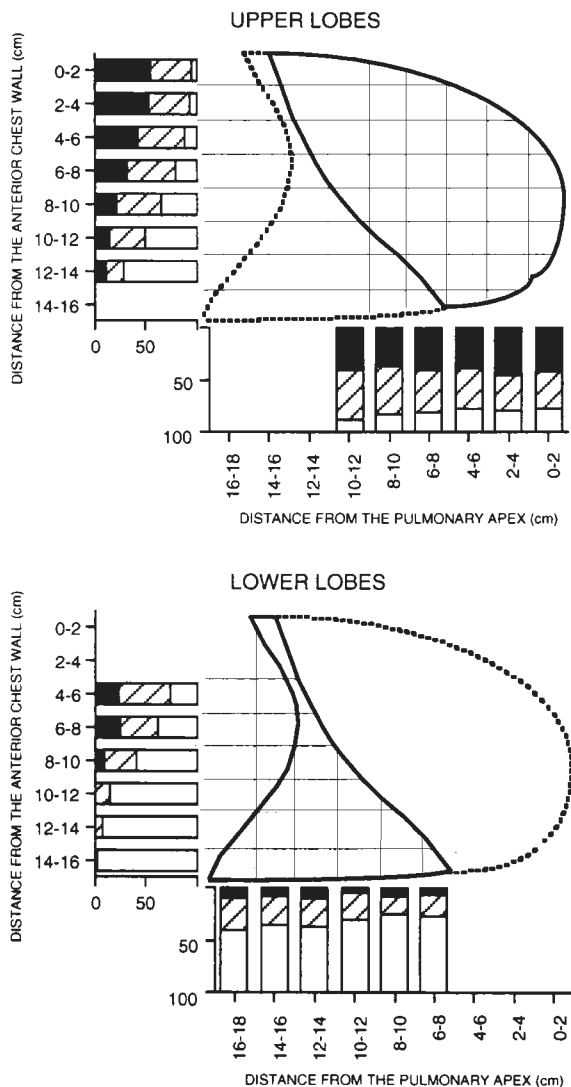 UPPER LOBES
DISTANCE FROM THE ANTERIOR CHEST WALL (cm)
0-2
2-4
4-6
6-8
8-10
10-12
12-14
14-16
0 50
50
100
16-18 14-16 12-14 10-12 8-10 6-8 4-6 2-4 0-2
DISTANCE FROM THE PULMONARY APEX (cm)
LOWER LOBES
DISTANCE FROM THE ANTERIOR CHEST WALL (cm)
0-2
2-4
4-6
6-8
8-10
10-12
12-14
14-16
0 50
50
100
16-18 14-16 12-14 10-12 8-10 6-8 4-6 2-4 0-2
DISTANCE FROM THE PULMONARY APEX (cm)